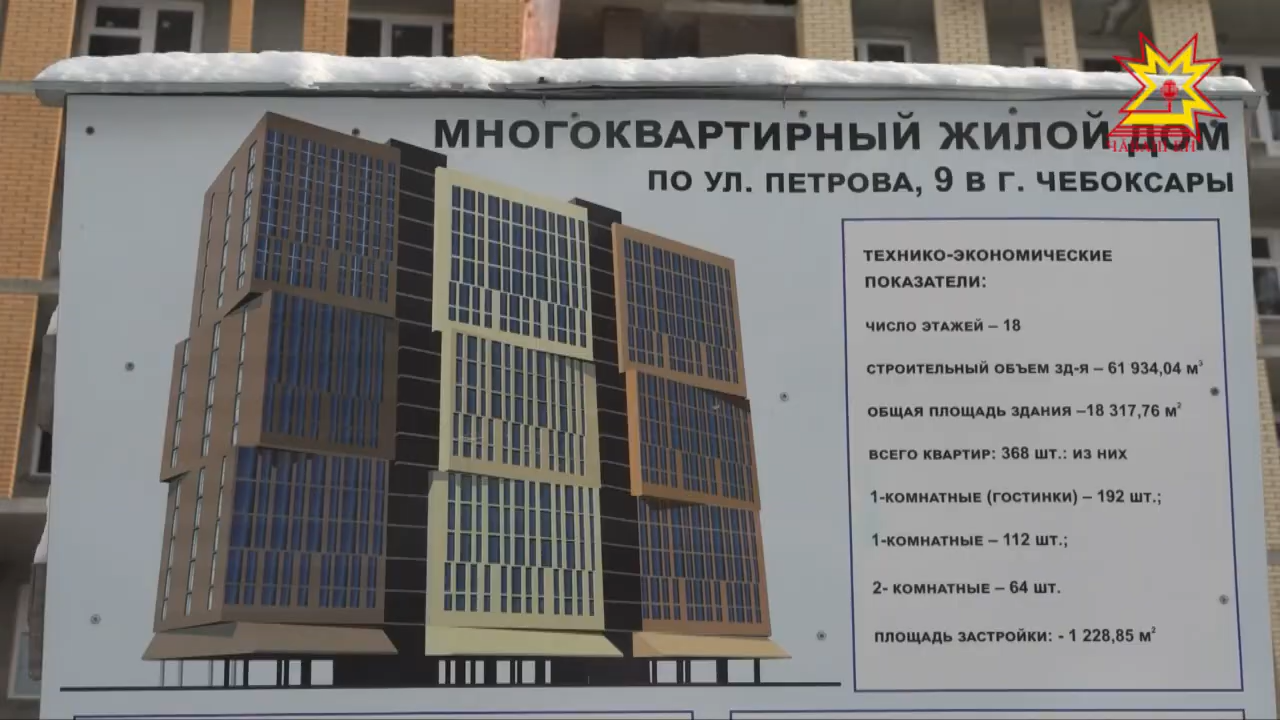 МНОГОКВАРТИРНЫЙ ЖИЛОЙ ДОМ
ПО УЛ. ПЕТРОВА, 9 В Г. ЧЕБОКСАРЫ
ТЕХНИКО-ЭКОНОМИЧЕСКИЕ
ПОКАЗАТЕЛИ:
ЧИСЛО ЭТАЖЕЙ – 18
СТРОИТЕЛЬНЫЙ ОБЪЕМ ЗД-Я – 61 934,04 м³
ОБЩАЯ ПЛОЩАДЬ ЗДАНИЯ –18 317,76 м²
ВСЕГО КВАРТИР: 368 ШТ.: ИЗ НИХ
1-КОМНАТНЫЕ (ГОСТИНКИ) – 192 ШТ.;
1-КОМНАТНЫЕ – 112 ШТ.;
2- КОМНАТНЫЕ – 64 ШТ.
ПЛОЩАДЬ ЗАСТРОЙКИ: - 1 228,85 м²